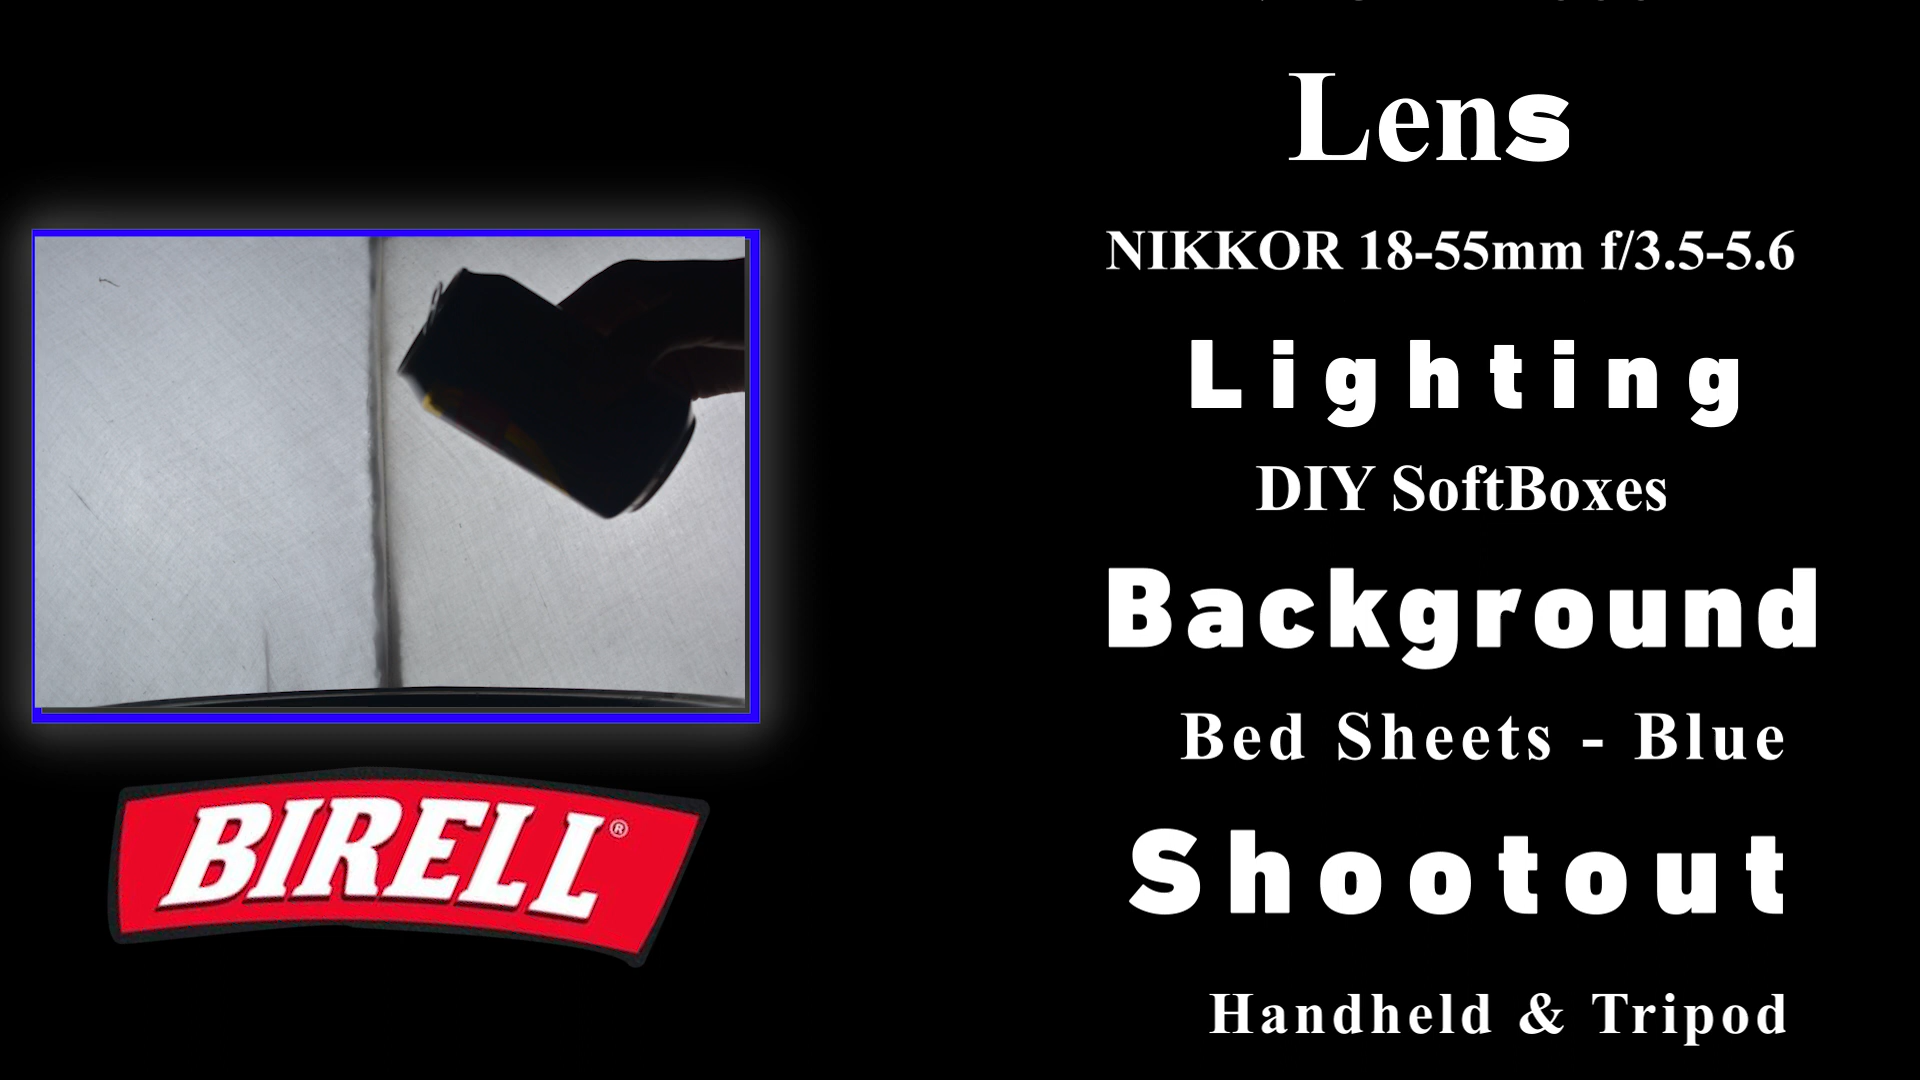 Lens
NIKKOR 18-55mm f/3.5-5.6
Lighting
DIY SoftBoxes
Background
Bed Sheets - Blue
Shootout
Handheld & Tripod
BIRELL®